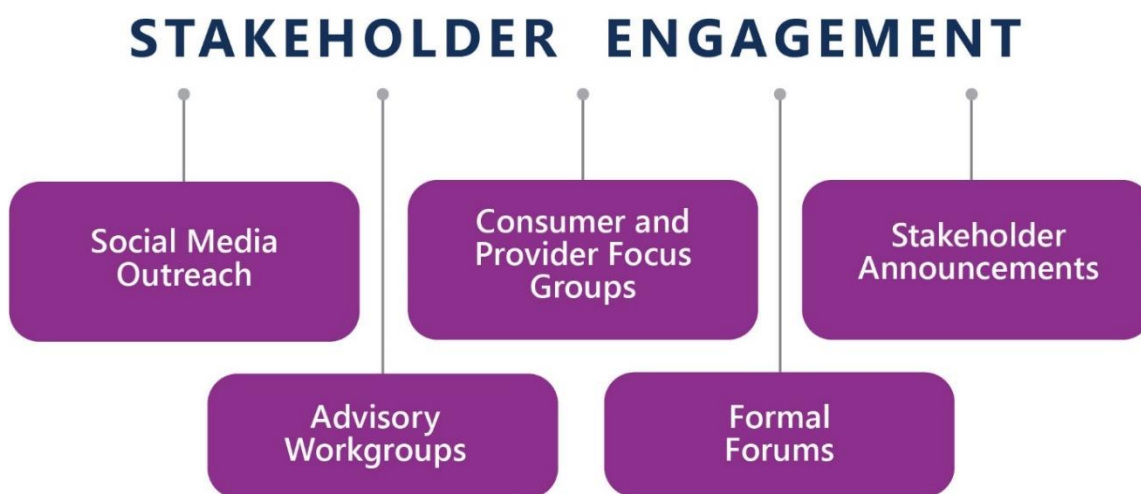 STAKEHOLDER ENGAGEMENT
Social Media
Outreach
Consumer and
Provider Focus
Groups
Stakeholder
Announcements
Advisory
Workgroups
Formal
Forums